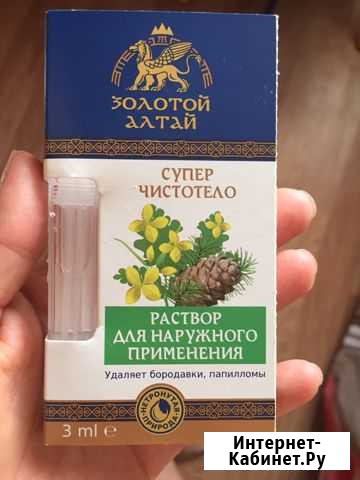 ЗОЛОТОЙ
АЛТАЙ
СУПЕР
ЧИСТОТЕЛО
РАСТВОР
ДЛЯ НАРУЖНОГО
ПРИМЕНЕНИЯ
Удаляет бородавки, папилломы
НЕТРОНУТАЯ
ПРИРОДА
3 ml ℮
Интернет-
Кабинет.Ру